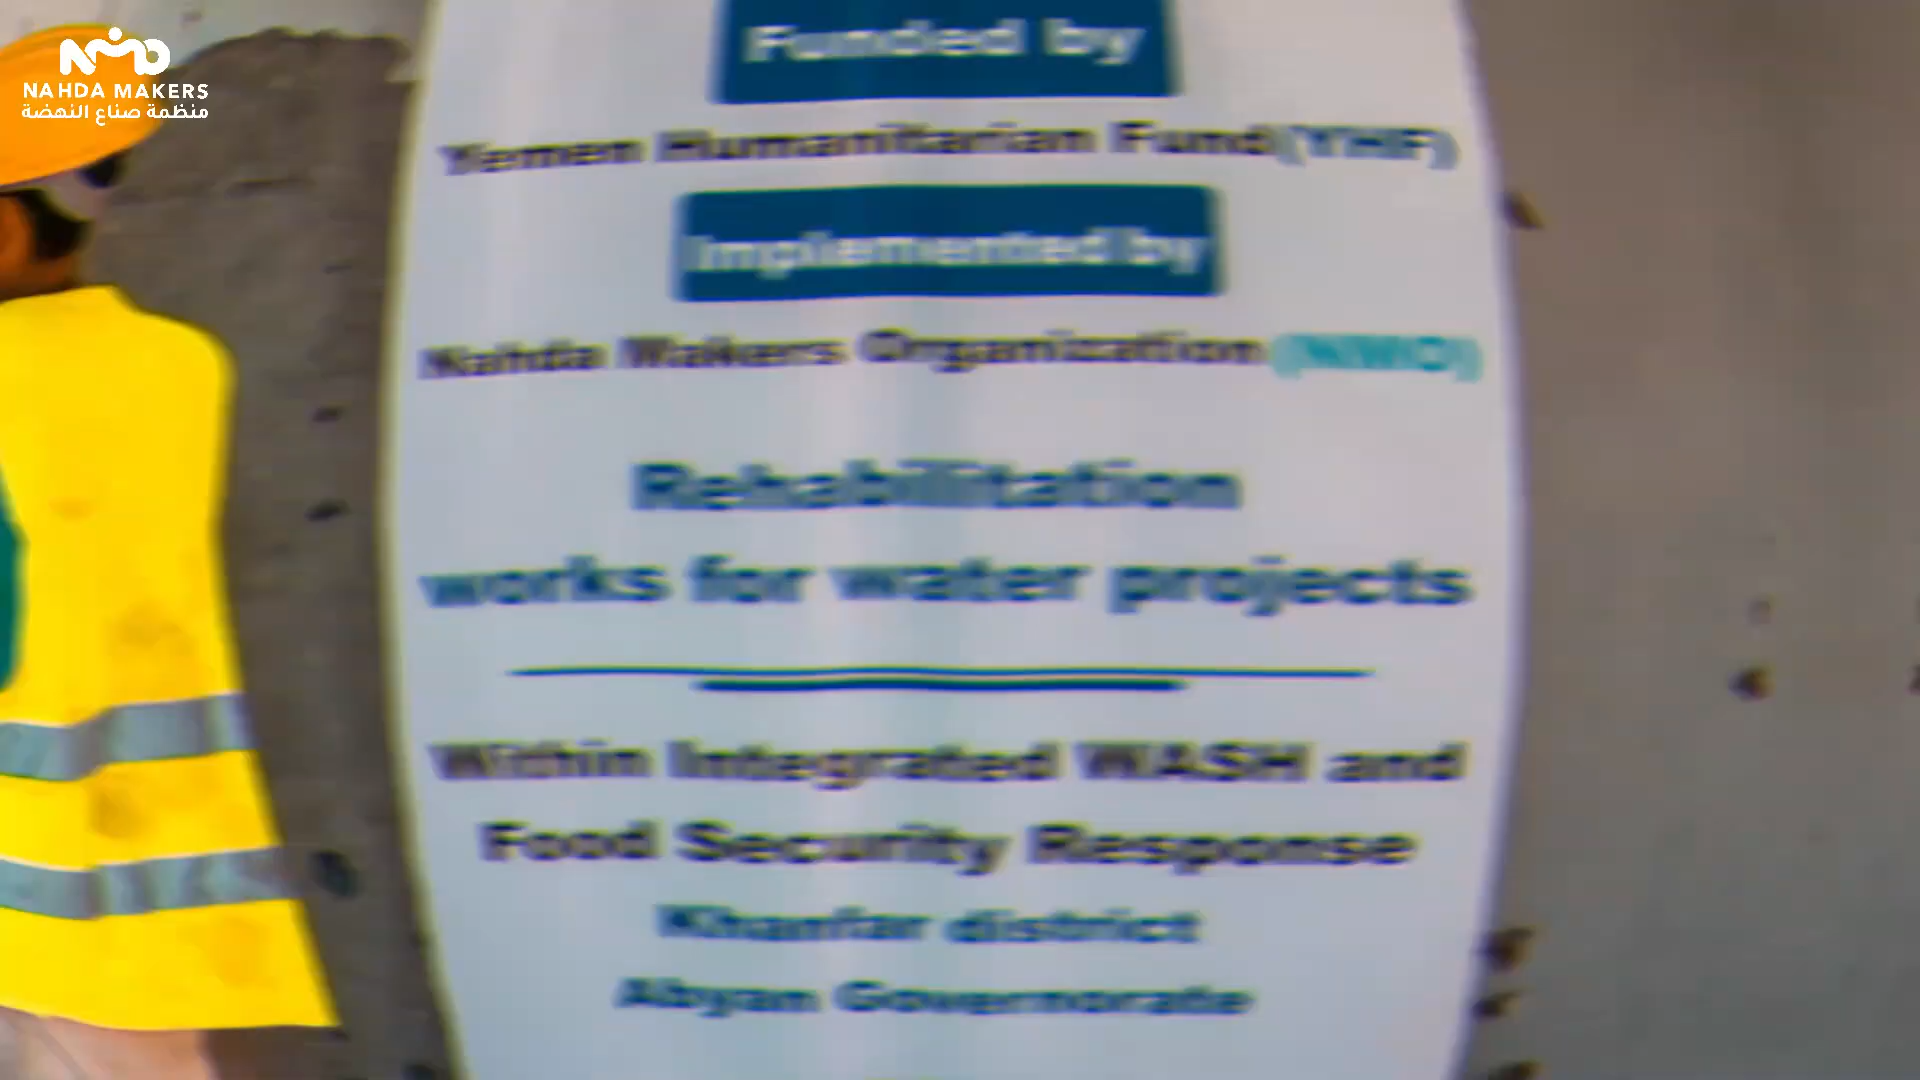 NAHDA MAKERS
منظمة صناع النهضة
Funded by
Yemen Humanitarian Fund(YHF)
Implemented by
Nahda Makers Organization(NMO)
Rehabilitation
works for water projects
Within Integrated WASH and
Food Security Response
Khanfar district
Abyan Governorate